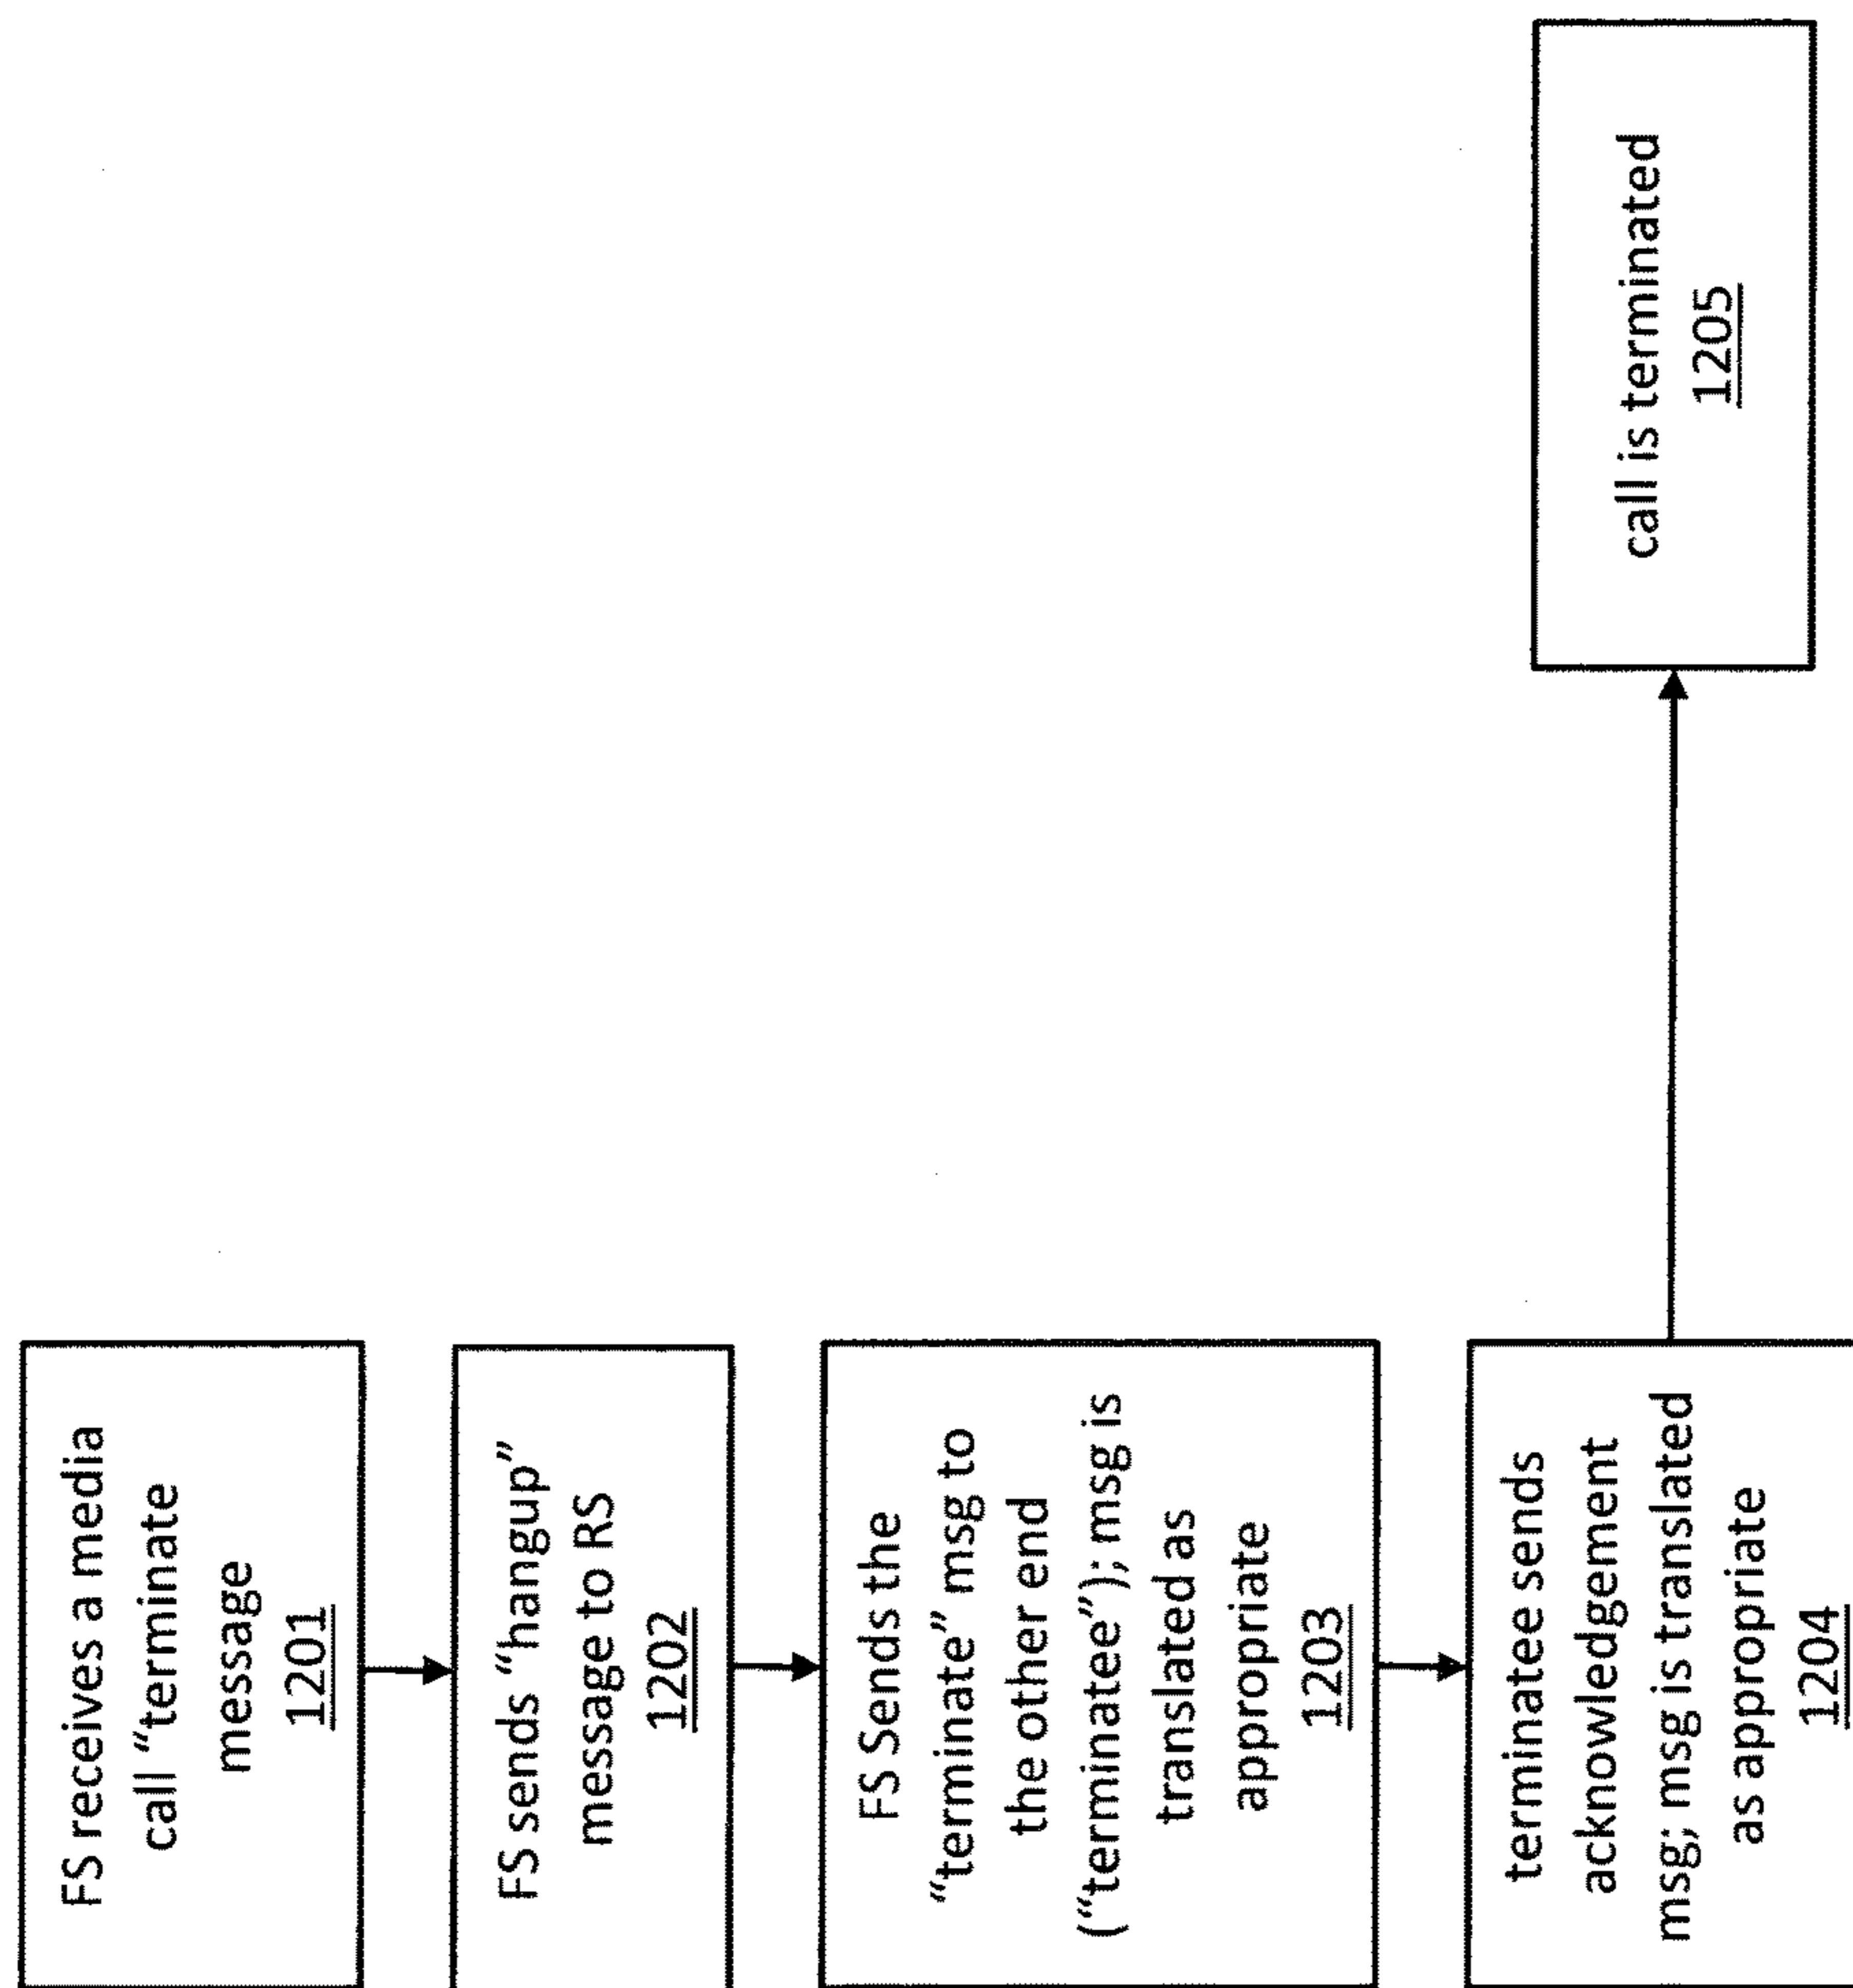 FS receives a media
call “terminate
message
1201
FS sends “hangup”
message to RS
1202
FS Sends the
“terminate” msg to
the other end
(“terminatee”); msg is
translated as
appropriate
1203
terminatee sends
acknowledgement
msg; msg is translated
as appropriate
1204
call is terminated
1205